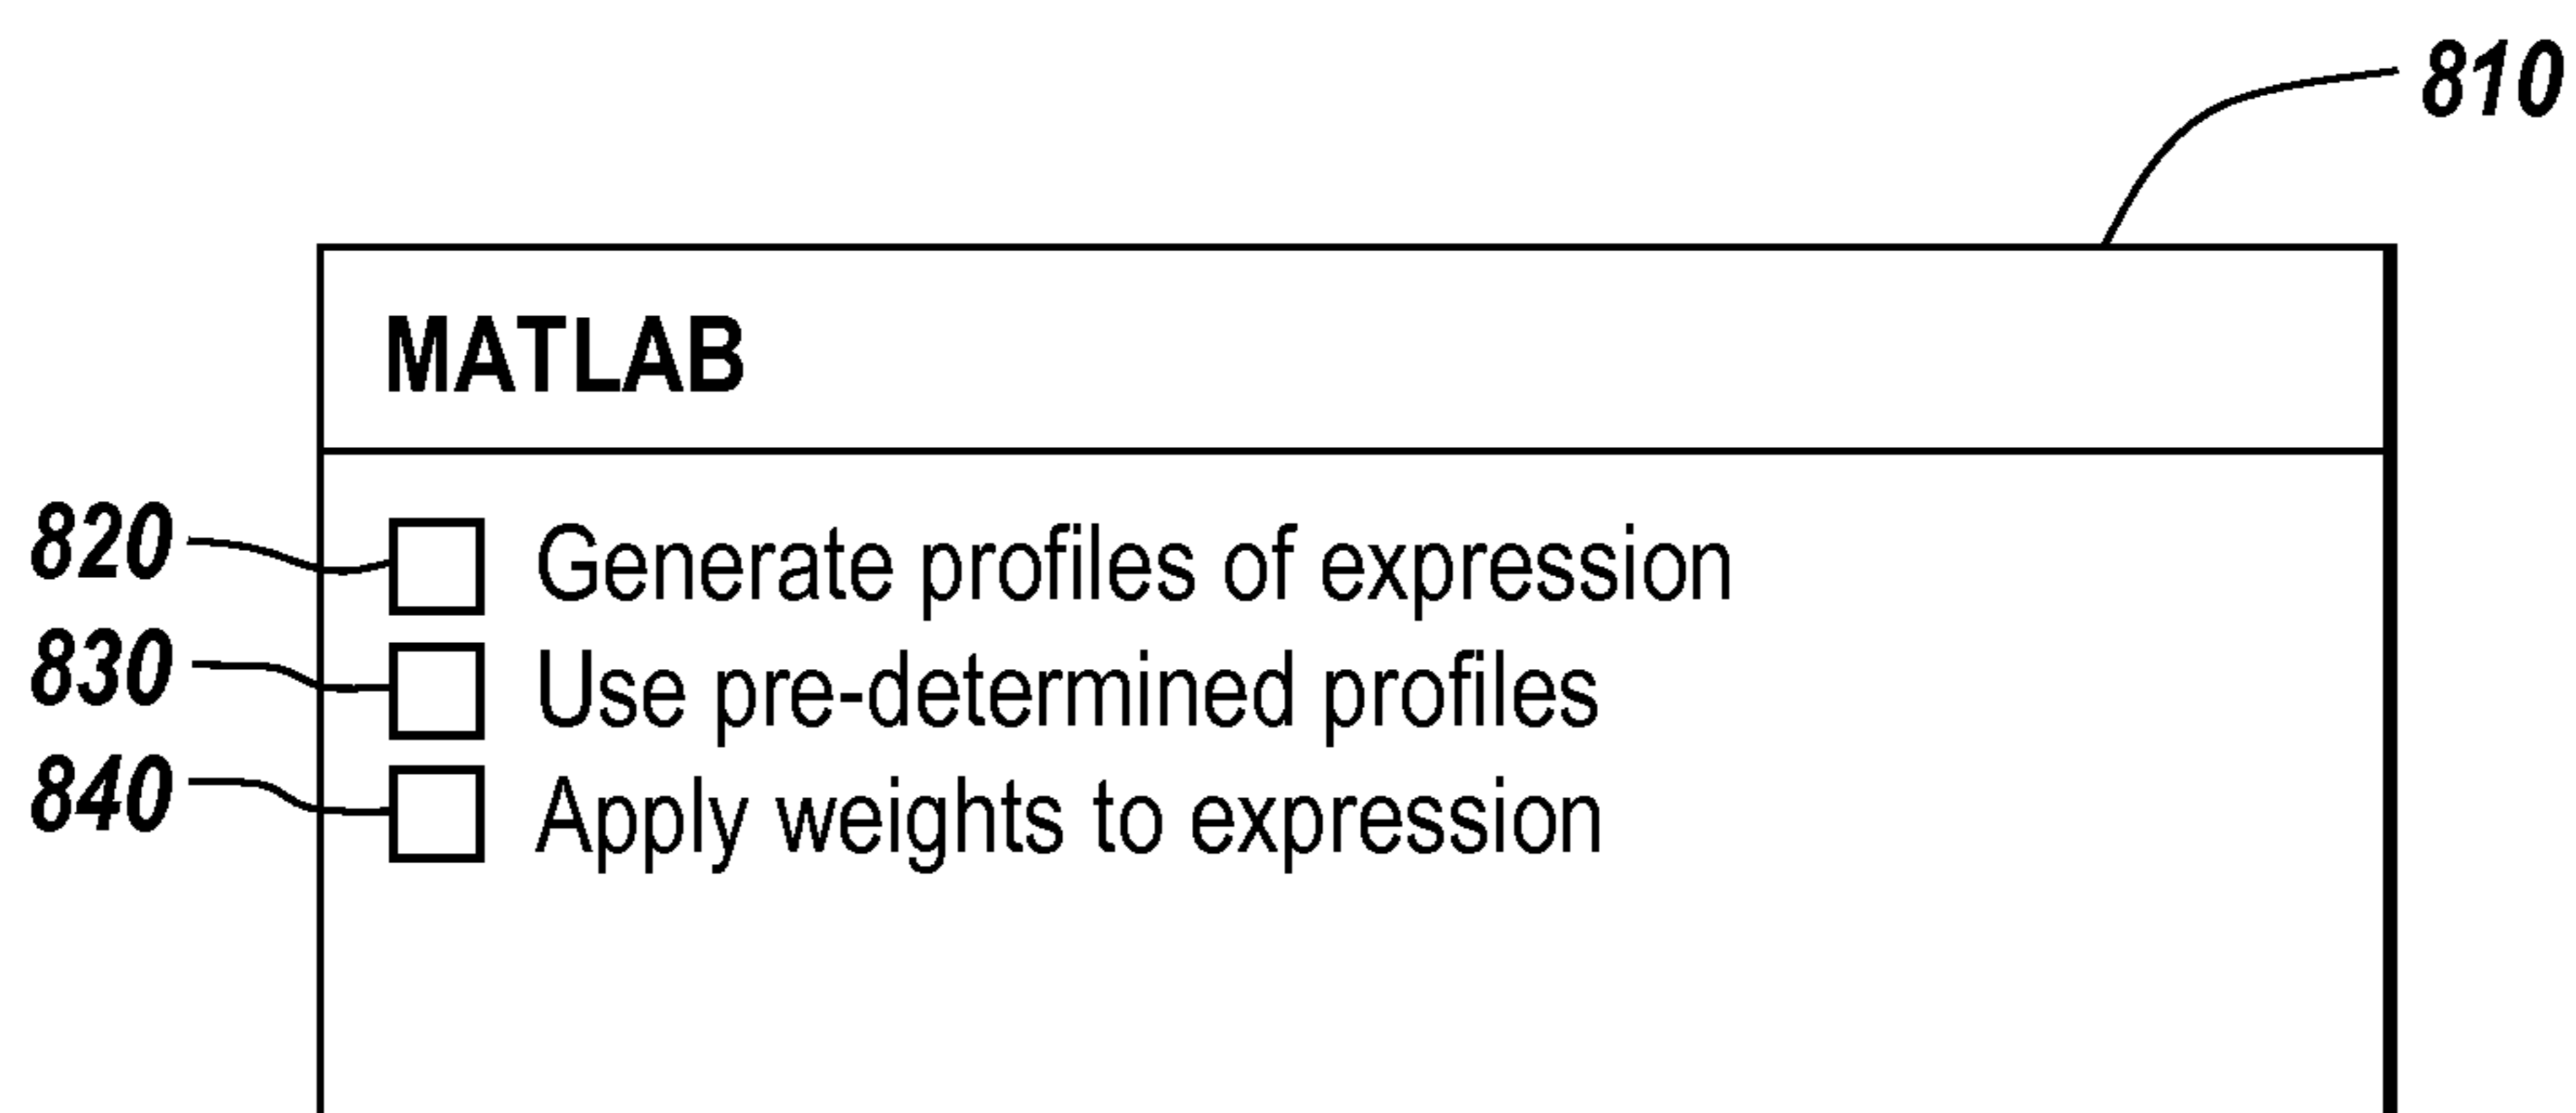 810
MATLAB
820 Generate profiles of expression
830 Use pre-determined profiles
840 Apply weights to expression